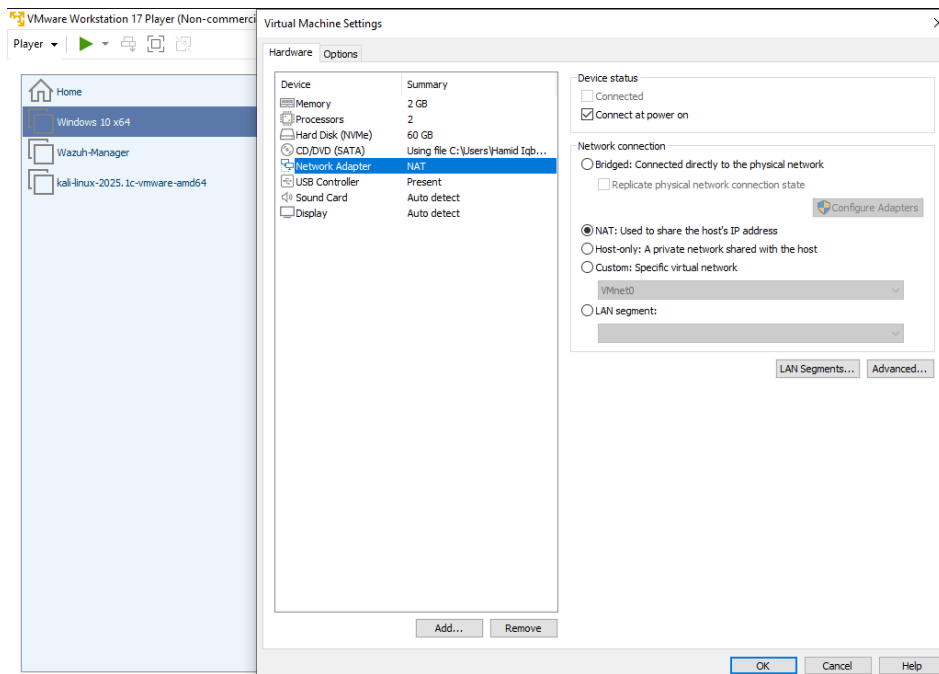 VMware Workstation 17 Player (Non-commerci
Player
Home
Windows 10 x64
Wazuh-Manager
kali-linux-2025.1c-vmware-amd64
Virtual Machine Settings
Hardware
Options
Device Summary
Memory 2 GB
Processors 2
Hard Disk (NVMe) 60 GB
CD/DVD (SATA) Using file C:\Users\Hamid Iqb...
Network Adapter NAT
USB Controller Present
Sound Card Auto detect
Display Auto detect
Add...
Remove
Device status
Connected
Connect at power on
Network connection
Bridged: Connected directly to the physical network
Replicate physical network connection state
Configure Adapters
NAT: Used to share the host's IP address
Host-only: A private network shared with the host
Custom: Specific virtual network
VMnet0
LAN segment:
LAN Segments...
Advanced...
OK
Cancel
Help